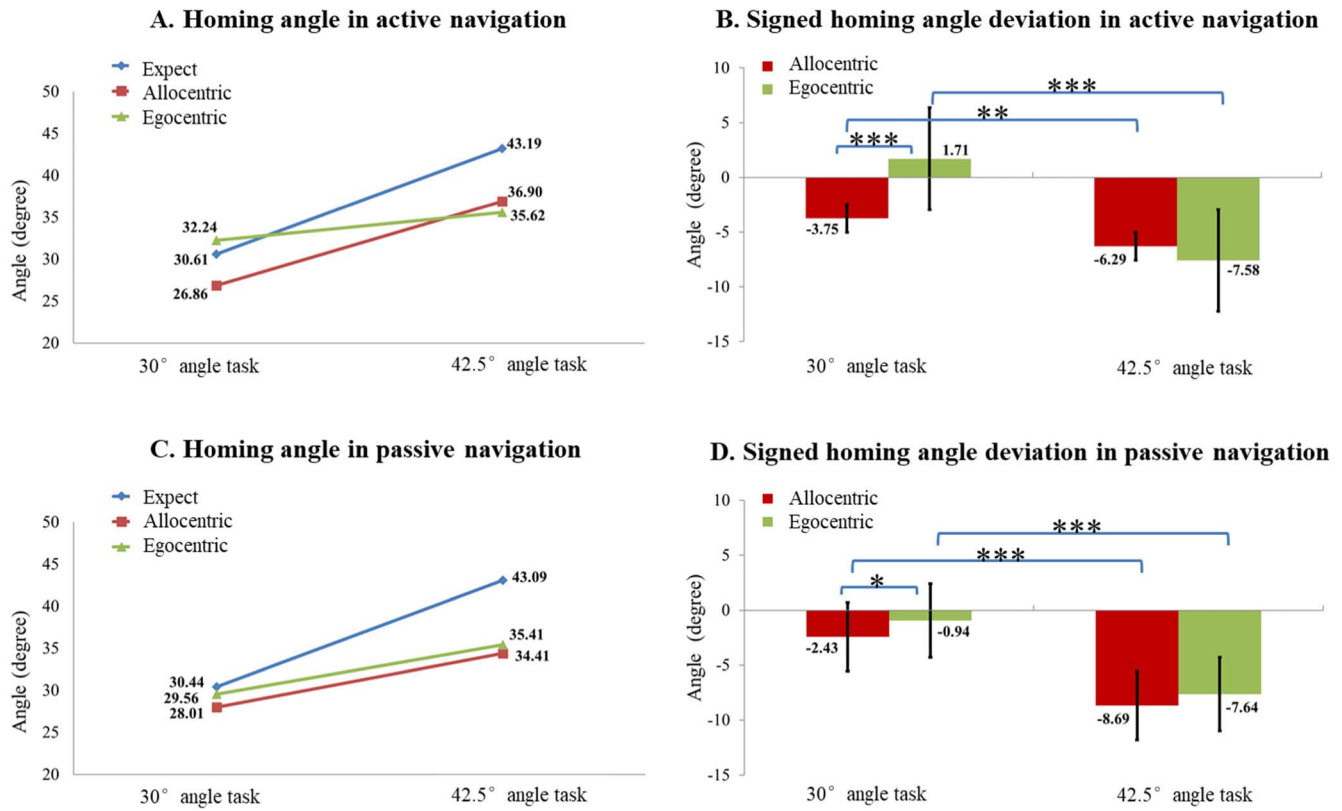 A. Homing angle in active navigation
Expect
Allocentric
Egocentric
Angle (degree)
50
45
40
35
30
25
20
43.19
36.90
35.62
32.24
30.61
26.86
30° angle task
42.5° angle task
B. Signed homing angle deviation in active navigation
Allocentric
Egocentric
Angle (degree)
10
5
0
-5
-10
-15
***
**
***
1.71
-3.75
-6.29
-7.58
30° angle task
42.5° angle task
C. Homing angle in passive navigation
Expect
Allocentric
Egocentric
Angle (degree)
50
45
40
35
30
25
20
43.09
35.41
34.41
30.44
29.56
28.01
30° angle task
42.5° angle task
D. Signed homing angle deviation in passive navigation
Allocentric
Egocentric
Angle (degree)
10
5
0
-5
-10
-15
***
***
*
-2.43
-0.94
-8.69
-7.64
30° angle task
42.5° angle task